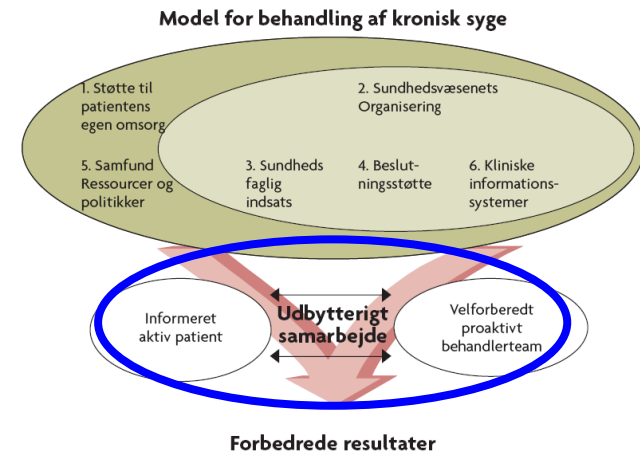 Model for behandling af kronisk syge
1. Støtte til
patientens
egen omsorg
2. Sundhedsvæsenets
Organisering
5. Samfund
Ressourcer og
politikker
3. Sundheds
faglig
indsats
4. Beslut-
ningsstøtte
6. Kliniske
informations-
systemer
Informeret
aktiv patient
Udbytterigt
samarbejde
Velforberedt
proaktivt
behandlerteam
Forbedrede resultater